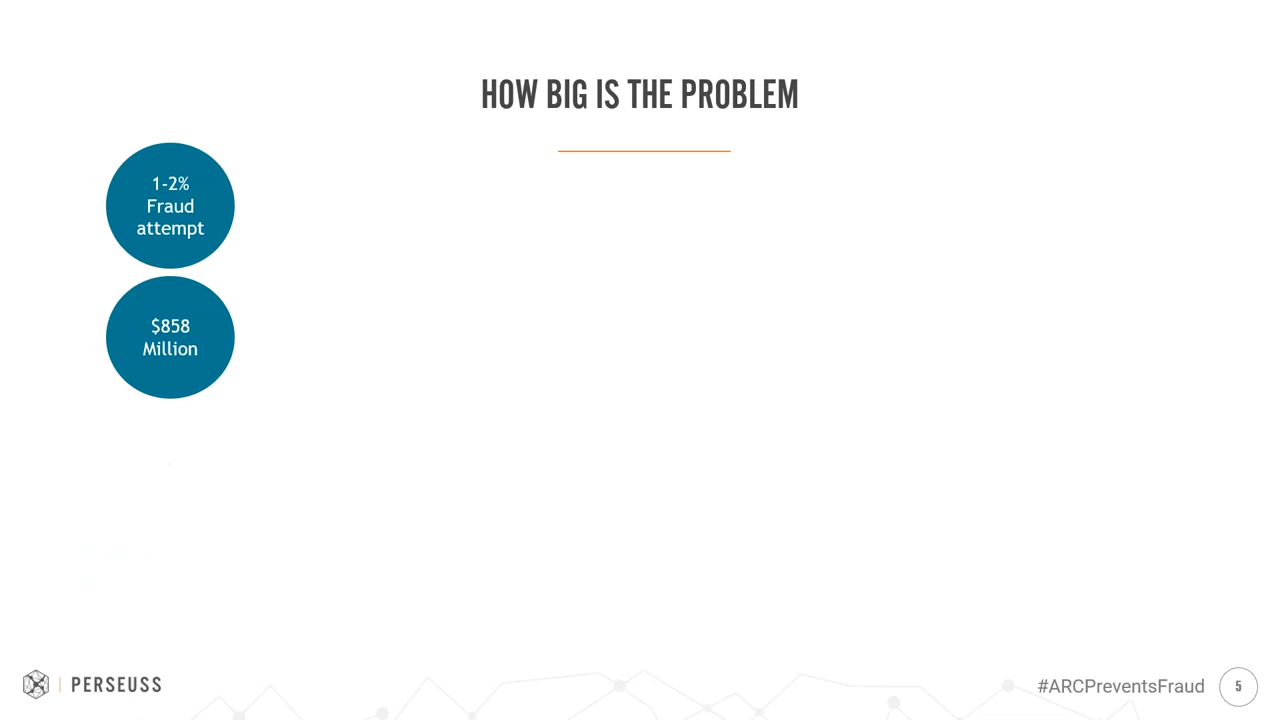 HOW BIG IS THE PROBLEM
1-2%
Fraud
attempt
$858
Million
PERSEUSS
#ARCPreventsFraud
5